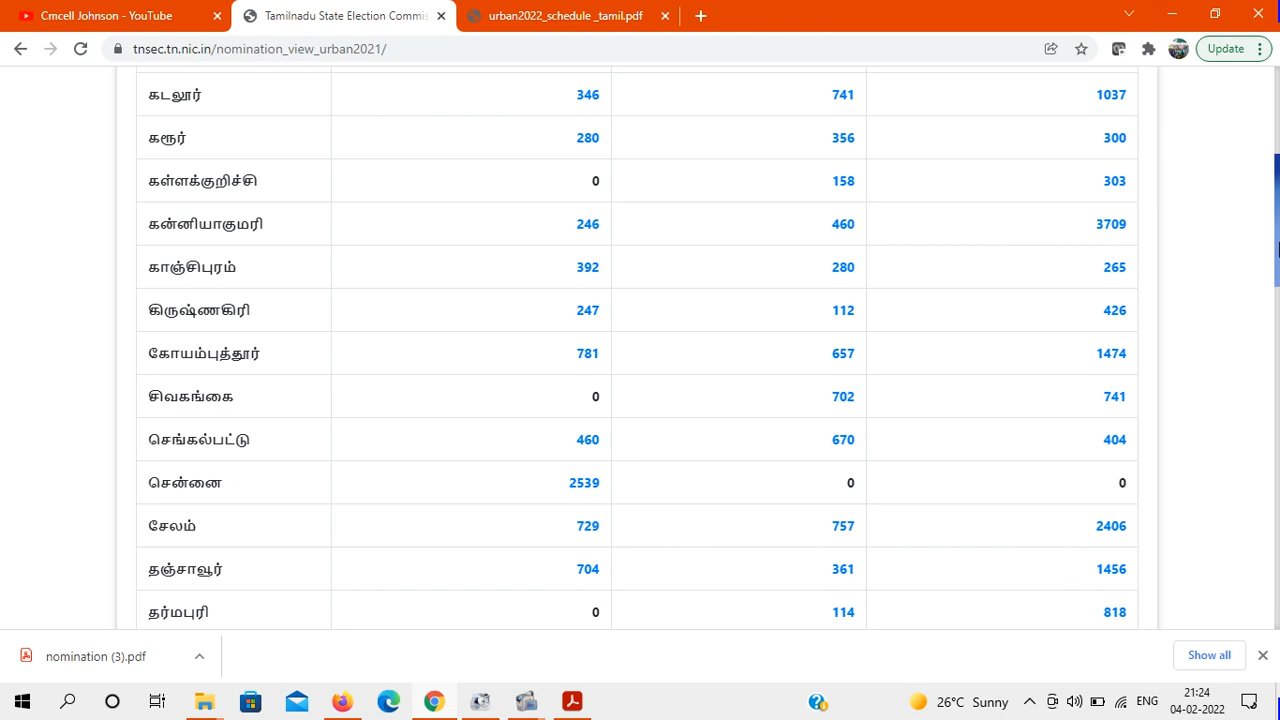 Cmcell Johnson - YouTube
Tamilnadu State Election Commis
urban2022_schedule _tamil.pdf
tnsec.tn.nic.in/nomination_view_urban2021/
Update
கடலூர் 346 741 1037
கரூர் 280 356 300
கள்ளக்குறிச்சி 0 158 303
கன்னியாகுமரி 246 460 3709
காஞ்சிபுரம் 392 280 265
கிருஷ்ணகிரி 247 112 426
கோயம்புத்தூர் 781 657 1474
சிவகங்கை 0 702 741
செங்கல்பட்டு 460 670 404
சென்னை 2539 0 0
சேலம் 729 757 2406
தஞ்சாவூர் 704 361 1456
தர்மபுரி 0 114 818
nomination (3).pdf
Show all
26°C Sunny
ENG
21:24
04-02-2022